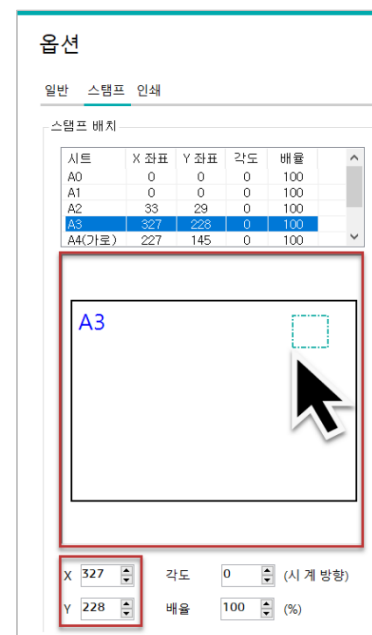 옵션
일반 스탬프 인쇄
스탬프 배치
시트 X 좌표 Y 좌표 각도 배율
A0 0 0 0 100
A1 0 0 0 100
A2 33 29 0 100
A3 327 228 0 100
A4(가로) 227 145 0 100
A3
X 327 각도 0 (시 계 방향)
Y 228 배율 100 (%)